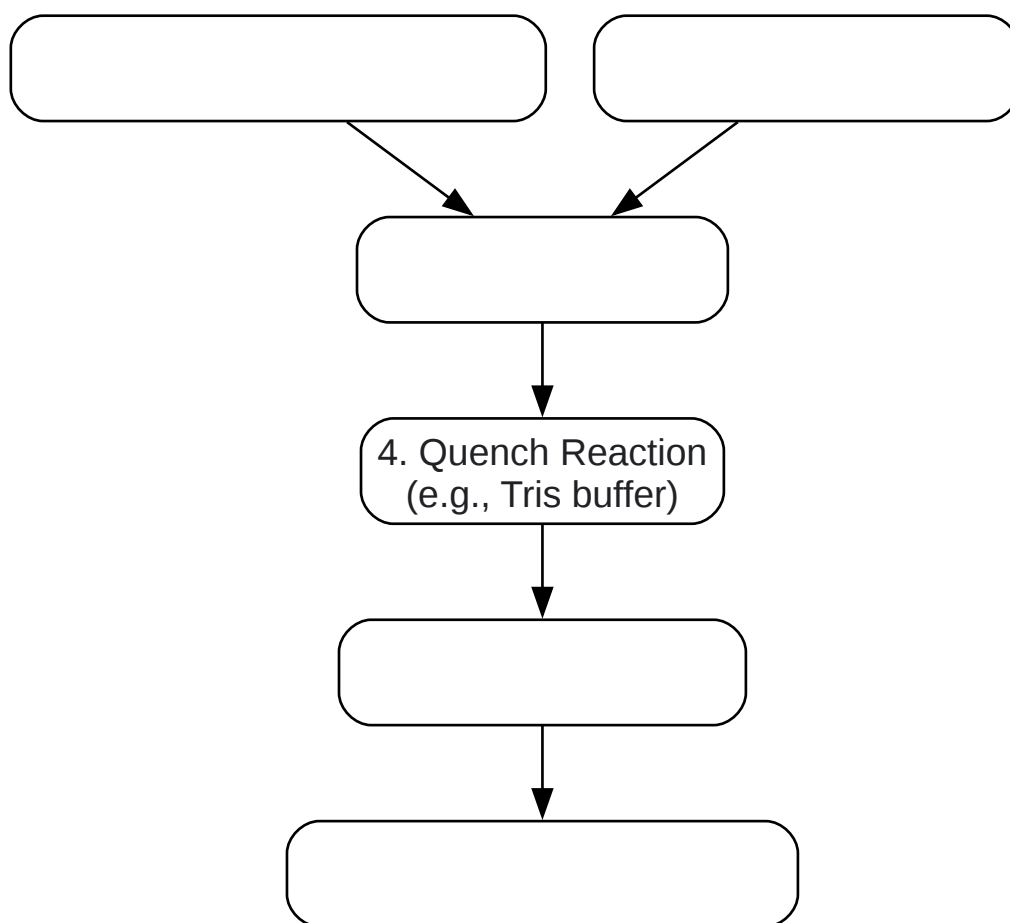 4. Quench Reaction
(e.g., Tris buffer)